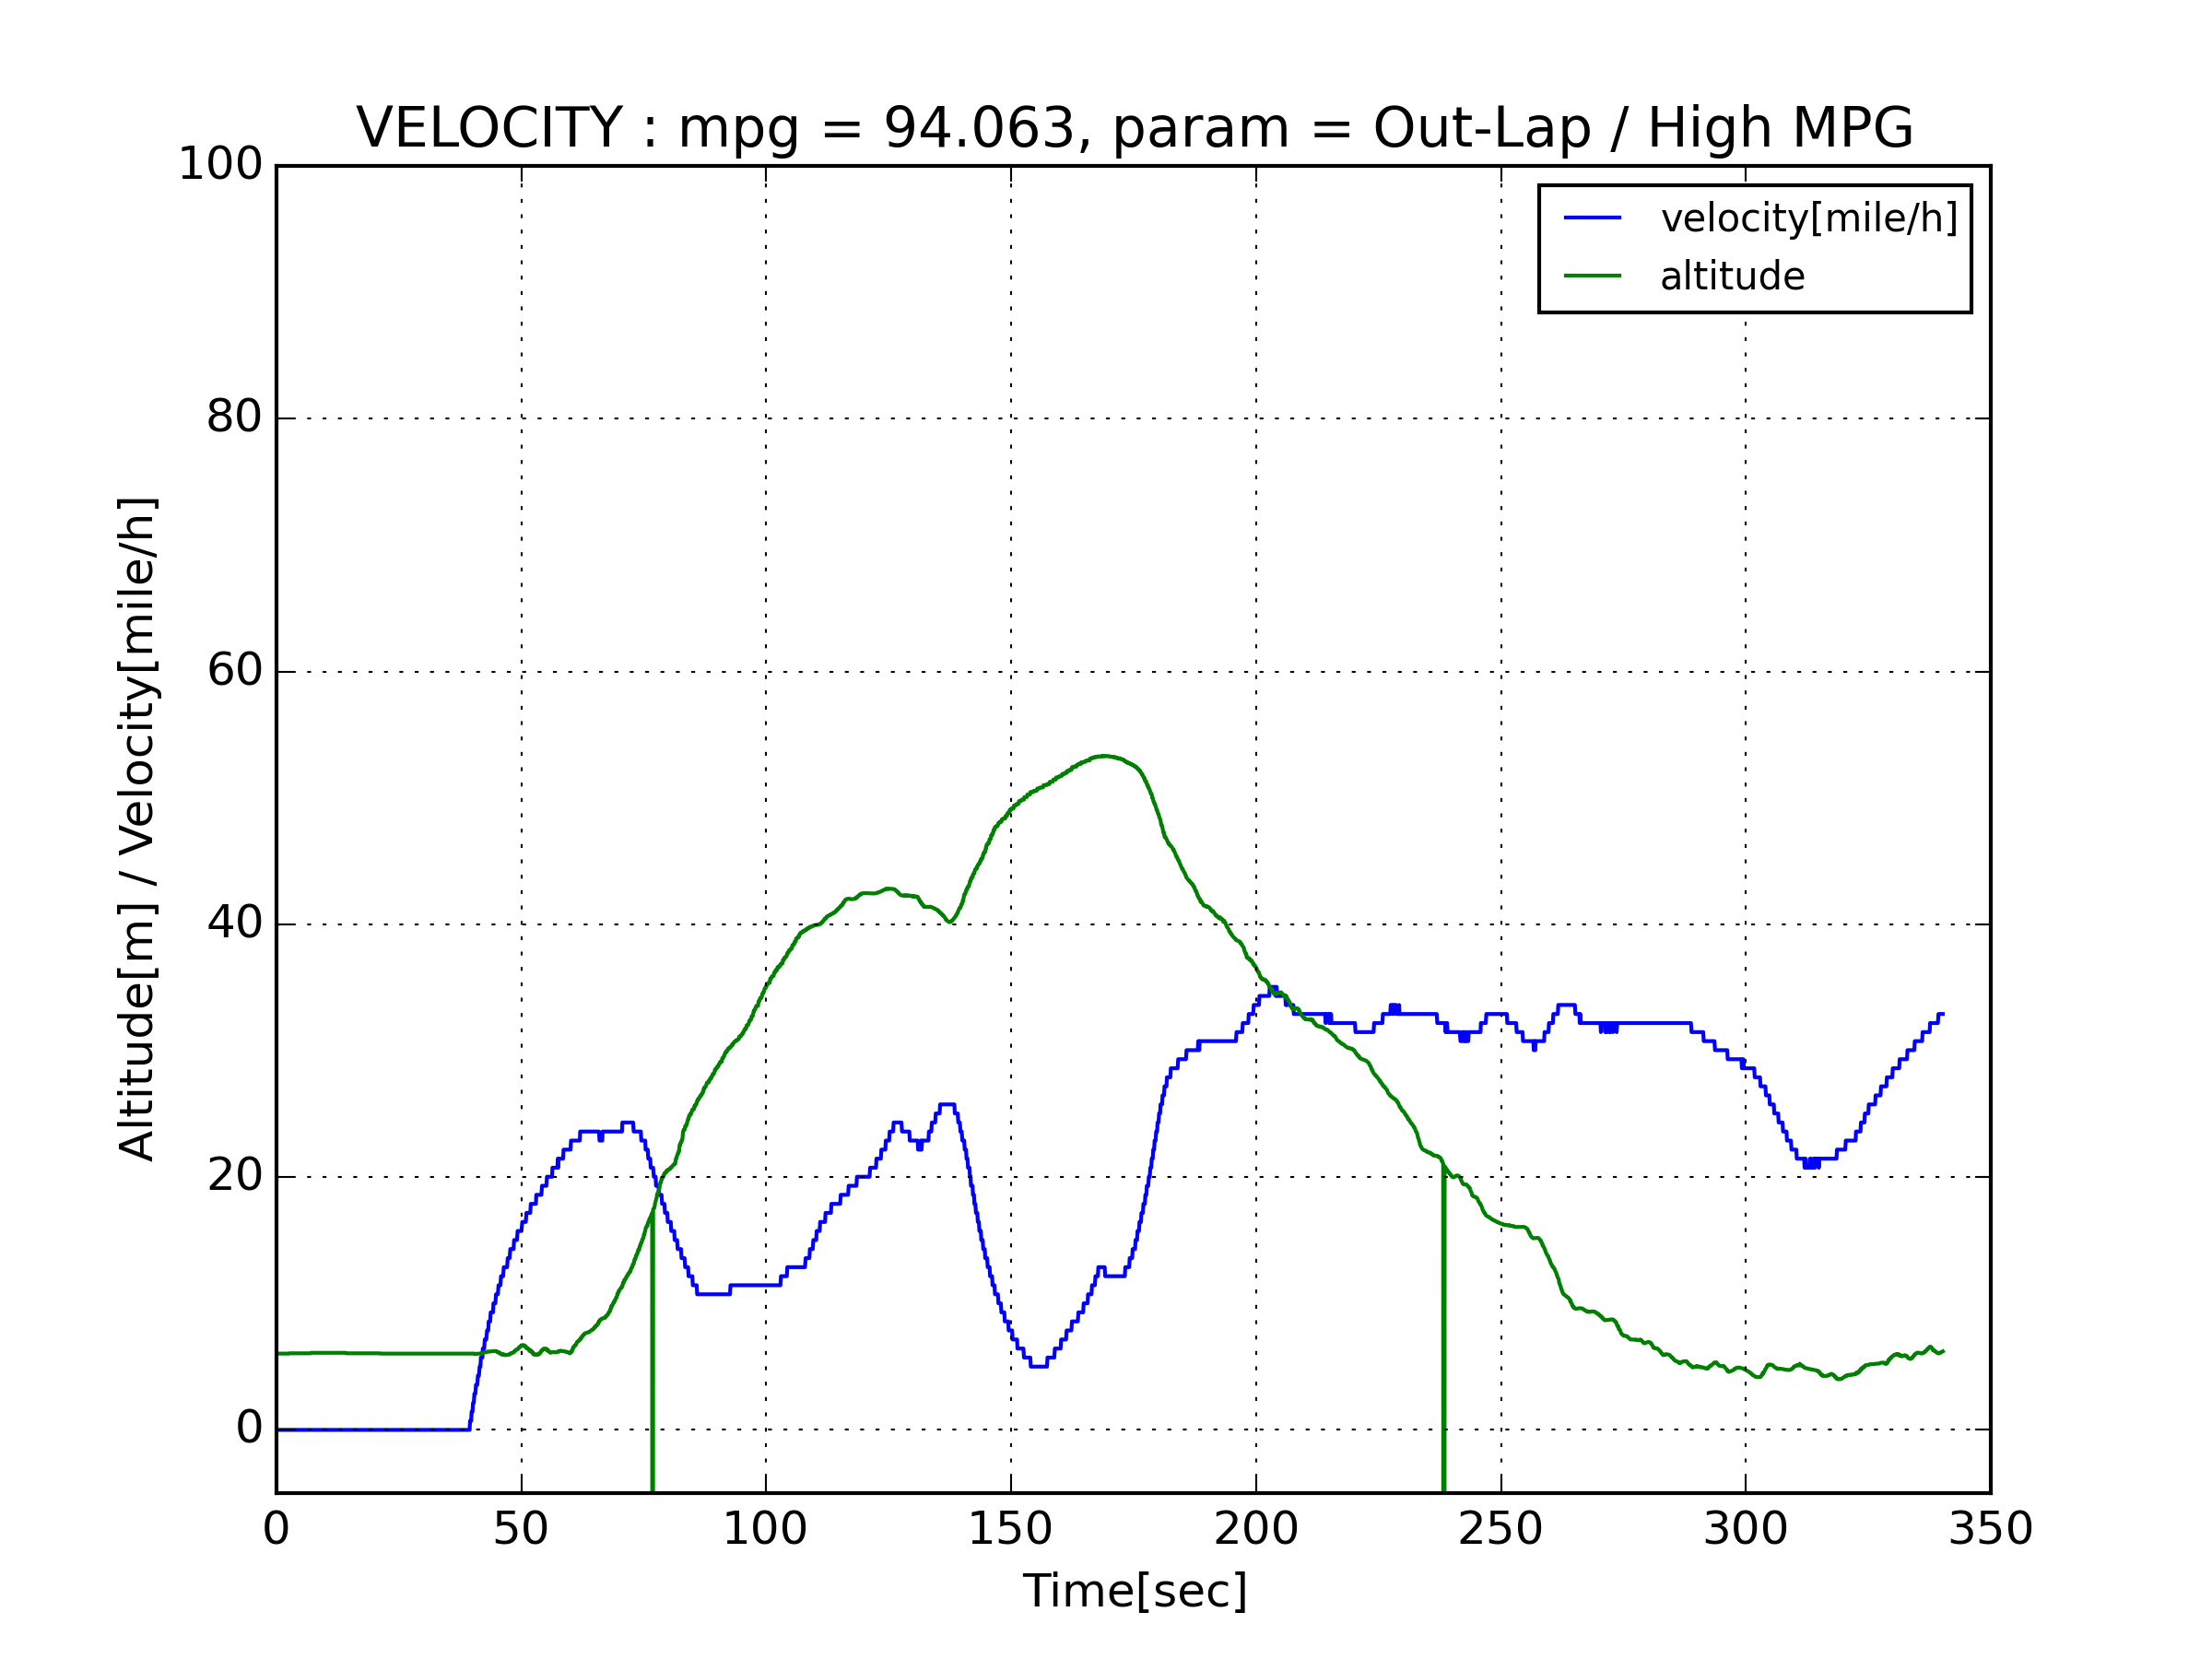 VELOCITY : mpg = 94.063, param = Out-Lap / High MPG
velocity[mile/h]
altitude
Altitude[m] / Velocity[mile/h]
100
80
60
40
20
0
0 50 100 150 200 250 300 350
Time[sec]